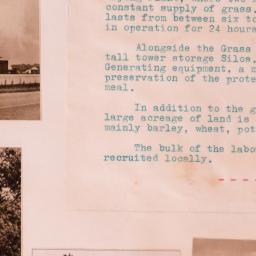 constant supply of grass,
lasts from between six to
in operation for 24 hours
Alongside the Grass
tall tower storage Silos,
Generating equipment, a m
preservation of the prote
meal.
In addition to the g
large acreage of land is
mainly barley, wheat, pot
The bulk of the labou
recruited locally.